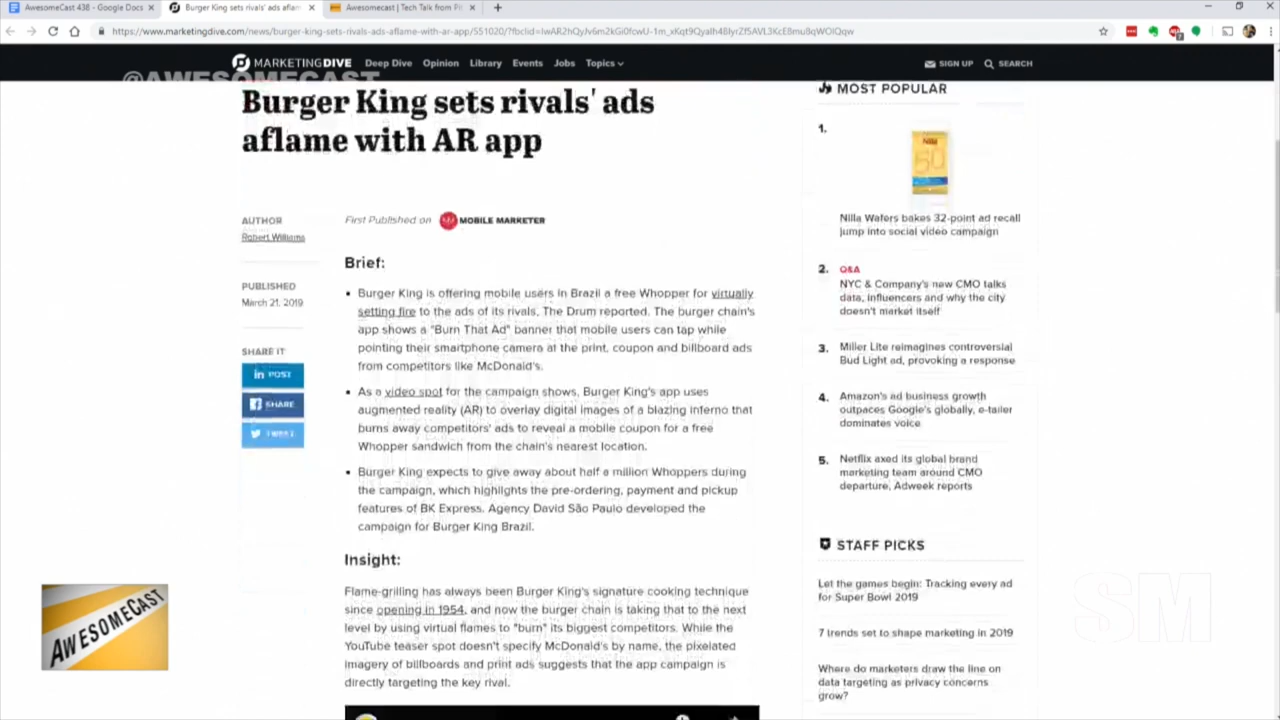 AwesomeCast 438 - Google Docs
Burger King sets rivals' ads aflam
Awesomecast | Tech Talk from Pi
https://www.marketingdive.com/news/burger-king-sets-rivals-ads-aflame-with-ar-app/551020/?fbclid=
MARKETINGDIVE
Deep Dive
Opinion
Library
Events
Jobs
Topics
SIGN UP
SEARCH
@AWESOMECAST
Burger King sets rivals' ads
aflame with AR app
AUTHOR
Robert Williams
PUBLISHED
March 21, 2019
SHARE IT
POST
SHARE
TWEET
First Published on
MOBILE MARKETER
Brief:
• Burger King is offering mobile users in Brazil a free Whopper for virtually
setting fire to the ads of its rivals, The Drum reported. The burger chain's
app shows a "Burn That Ad" banner that mobile users can tap while
pointing their smartphone camera at the print, coupon and billboard ads
from competitors like McDonald's.
• As a video spot for the campaign shows, Burger King's app uses
augmented reality (AR) to overlay digital images of a blazing inferno that
burns away competitors' ads to reveal a mobile coupon for a free
Whopper sandwich from the chain's nearest location.
• Burger King expects to give away about half a million Whoppers during
the campaign, which highlights the pre-ordering, payment and pickup
features of BK Express. Agency David São Paulo developed the
campaign for Burger King Brazil.
Insight:
Flame-grilling has always been Burger King's signature cooking technique
since opening in 1954, and now the burger chain is taking that to the next
level by using virtual flames to "burn" its biggest competitors. While the
YouTube teaser spot doesn't specify McDonald's by name, the pixelated
imagery of billboards and print ads suggests that the app campaign is
directly targeting the key rival.
MOST POPULAR
1.
Nilla
50
Nilla Wafers bakes 32-point ad recall
jump into social video campaign
2.
Q&A
NYC & Company's new CMO talks
data, influencers and why the city
doesn't market itself
3.
Miller Lite reimagines controversial
Bud Light ad, provoking a response
4.
Amazon's ad business growth
outpaces Google's globally, e-tailer
dominates voice
5.
Netflix axed its global brand
marketing team around CMO
departure, Adweek reports
STAFF PICKS
Let the games begin: Tracking every ad
for Super Bowl 2019
7 trends set to shape marketing in 2019
Where do marketers draw the line on
data targeting as privacy concerns
grow?
AWESOMECAST
SM